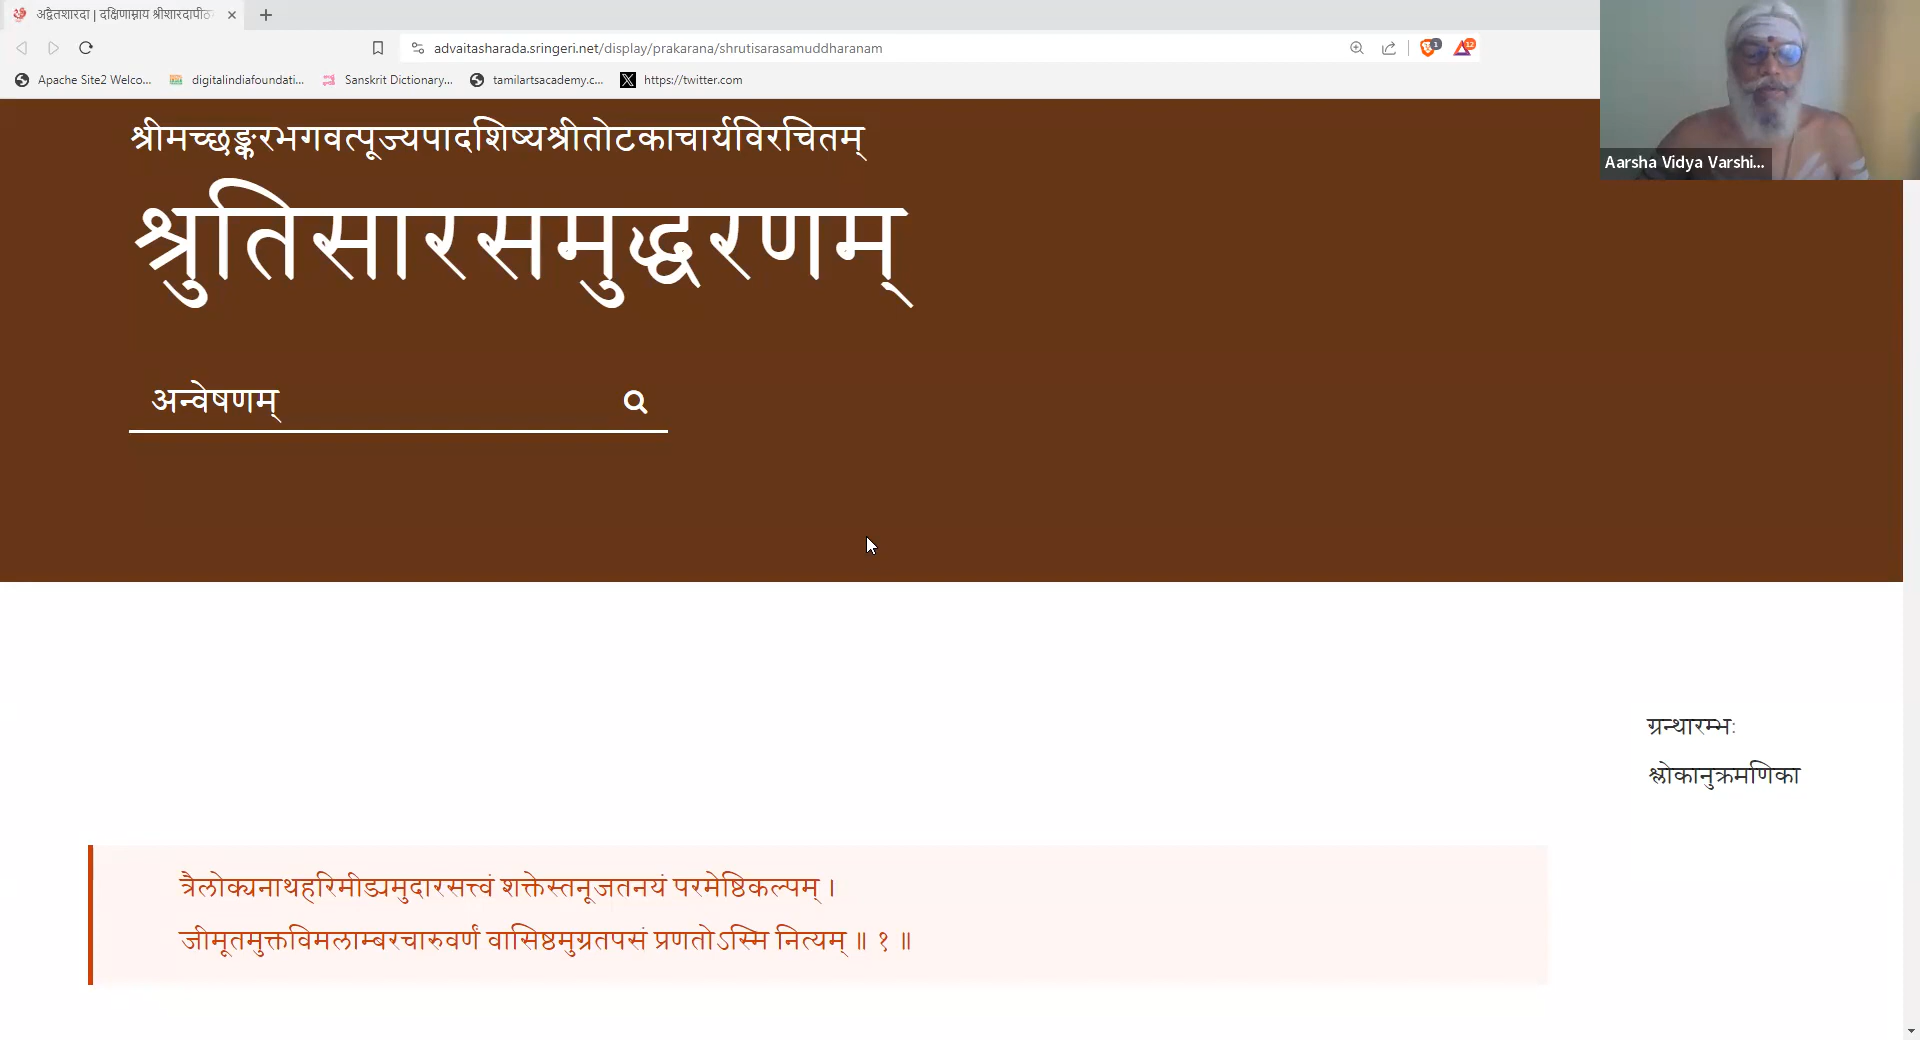 अद्वैतशारदा | दक्षिणाम्नाय श्रीशारदापीठ
advaitasharada.sringeri.net/display/prakarana/shrutisarasamuddharanam
1
12
Apache Site2 Welco... digitalindiafoundati... Sanskrit Dictionary... tamilartsacademy.c... https://twitter.com
Aarsha Vidya Varshi...
श्रीमच्छङ्करभगवत्पूज्यपादशिष्यश्रीतोटकाचार्यविरचितम्
श्रुतिसारसमुद्धरणम्
अन्वेषणम्
ग्रन्थारम्भः
श्लोकानुक्रमणिका
त्रैलोक्यनाथहरिमीड्यमुदारसत्त्वं शक्तेस्तनूजतनयं परमेष्ठिकल्पम् ।
जीमूतमुक्तविमलाम्बरचारुवर्णं वासिष्ठमुग्रतपसं प्रणतोऽस्मि नित्यम् ॥ १ ॥